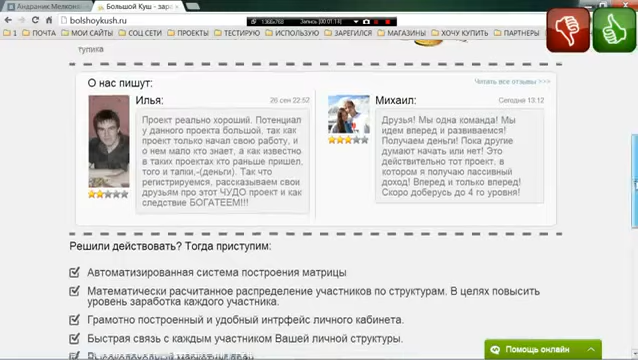 Андраник Мелкон
Большой Куш - зара
bolshoykush.ru
1366x768
Запись [00:01:14]
1
ПОЧТА
МОИ САЙТЫ
СОЦ СЕТИ
ПРОЕКТЫ
ТЕСТИРУЮ
ИСПОЛЬЗУЮ
ЗАРЕГИЛСЯ
МАГАЗИНЫ
ХОЧУ КУПИТЬ
ПАРТНЕРЫ
тупика
О нас пишут:
Читать все отзывы >>>
Илья:
26 сен 22:52
Проект реально хороший. Потенциал
у данного проекта большой, так как
проект только начал свою работу, и
о нем мало кто знает, а как известно
в таких проектах кто раньше пришел,
того и тапки,-(деньги). Так что
регистрируемся, рассказываем свои
друзьям про этот ЧУДО проект и как
следствие БОГАТЕЕМ!!!
Михаил:
Сегодня 13:12
Друзья! Мы одна команда! Мы
идем вперед и развиваемся!
Получаем деньги! Пока другие
думают начать или нет! Это
действительно тот проект, в
котором я получаю пассивный
доход! Вперед и только вперед!
Скоро доберусь до 4 го уровня!
Решили действовать? Тогда приступим:
Автоматизированная система построения матрицы
Математически расчитанное распределение участников по структурам. В целях повысить
уровень заработка каждого участника.
Грамотно построенный и удобный интрфейс личного кабинета.
Быстрая связь с каждым участником Вашей личной структуры.
Помощь онлайн